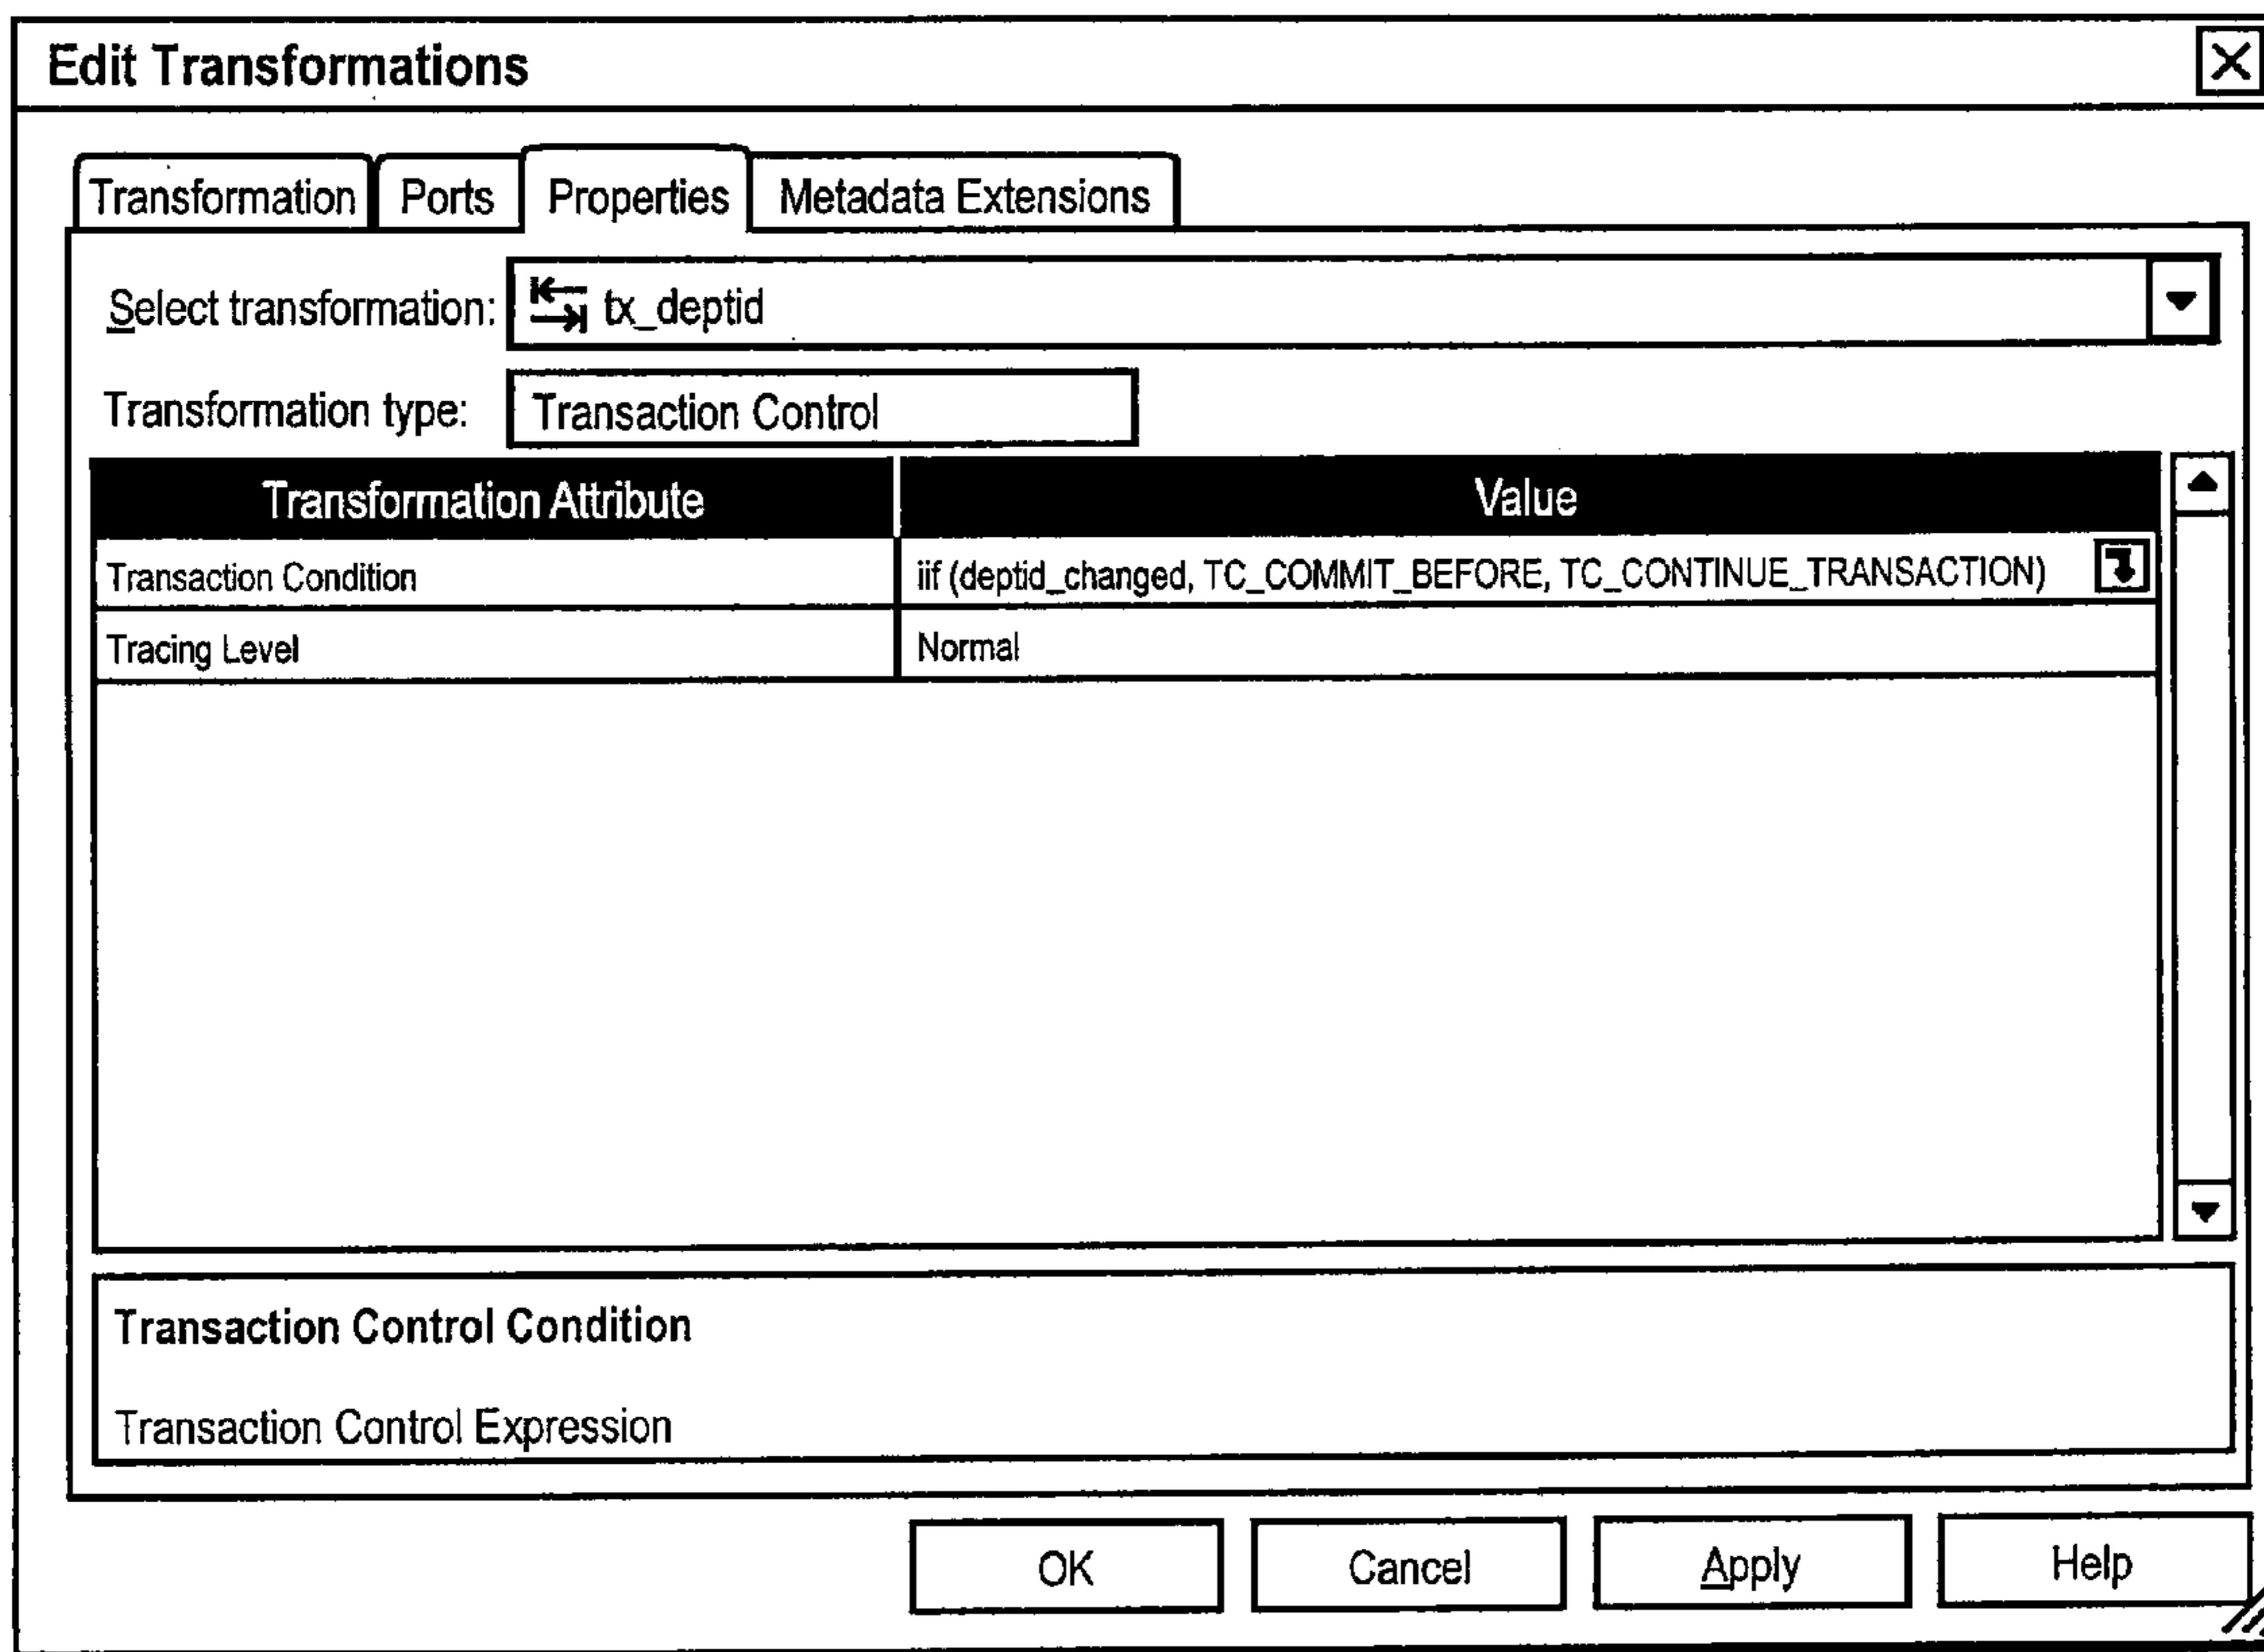 Edit Transformations
Transformation Ports Properties Metadata Extensions
Select transformation: tx_deptid
Transformation type: Transaction Control
Transformation Attribute Value
Transaction Condition iif (deptid_changed, TC_COMMIT_BEFORE, TC_CONTINUE_TRANSACTION)
Tracing Level Normal
Transaction Control Condition
Transaction Control Expression
OK Cancel Apply Help